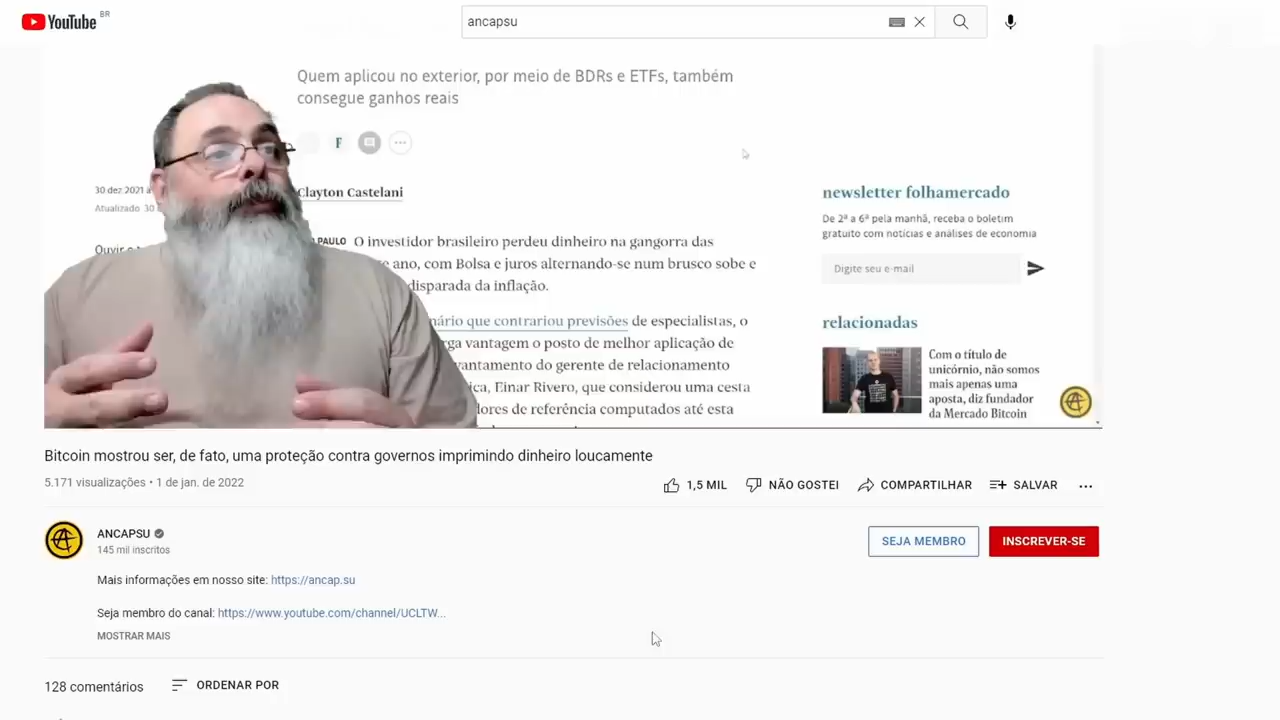 YouTube BR
ancapsu
Quem aplicou no exterior, por meio de BDRs e ETFs, também
consegue ganhos reais
F
30 dez.2021 à
Atualizado 30
Clayton Castelani
PAULO O investidor brasileiro perdeu dinheiro na gangorra das
ano, com Bolsa e juros alternando-se num brusco sobe e
disparada da inflação.
que contrariou previsões de especialistas, o
vantagem o posto de melhor aplicação de
do gerente de relacionamento
Einar Rivero, que considerou uma cesta
de referência computados até esta
newsletter folhamercado
De 2ª a 6ª pela manhã, receba o boletim
gratuito com notícias e análises de economia
Digite seu e-mail
relacionadas
Com o título de
unicórnio, não somos
mais apenas uma
aposta, diz fundador
da Mercado Bitcoin
Bitcoin mostrou ser, de fato, uma proteção contra governos imprimindo dinheiro loucamente
5.171 visualizações • 1 de jan. de 2022
1,5 MIL NÃO GOSTEI COMPARTILHAR SALVAR
ANCAPSU
145 mil inscritos
SEJA MEMBRO INSCREVER-SE
Mais informações em nosso site: https://ancap.su
Seja membro do canal: https://www.youtube.com/channel/UCLTW...
MOSTRAR MAIS
128 comentários ORDENAR POR